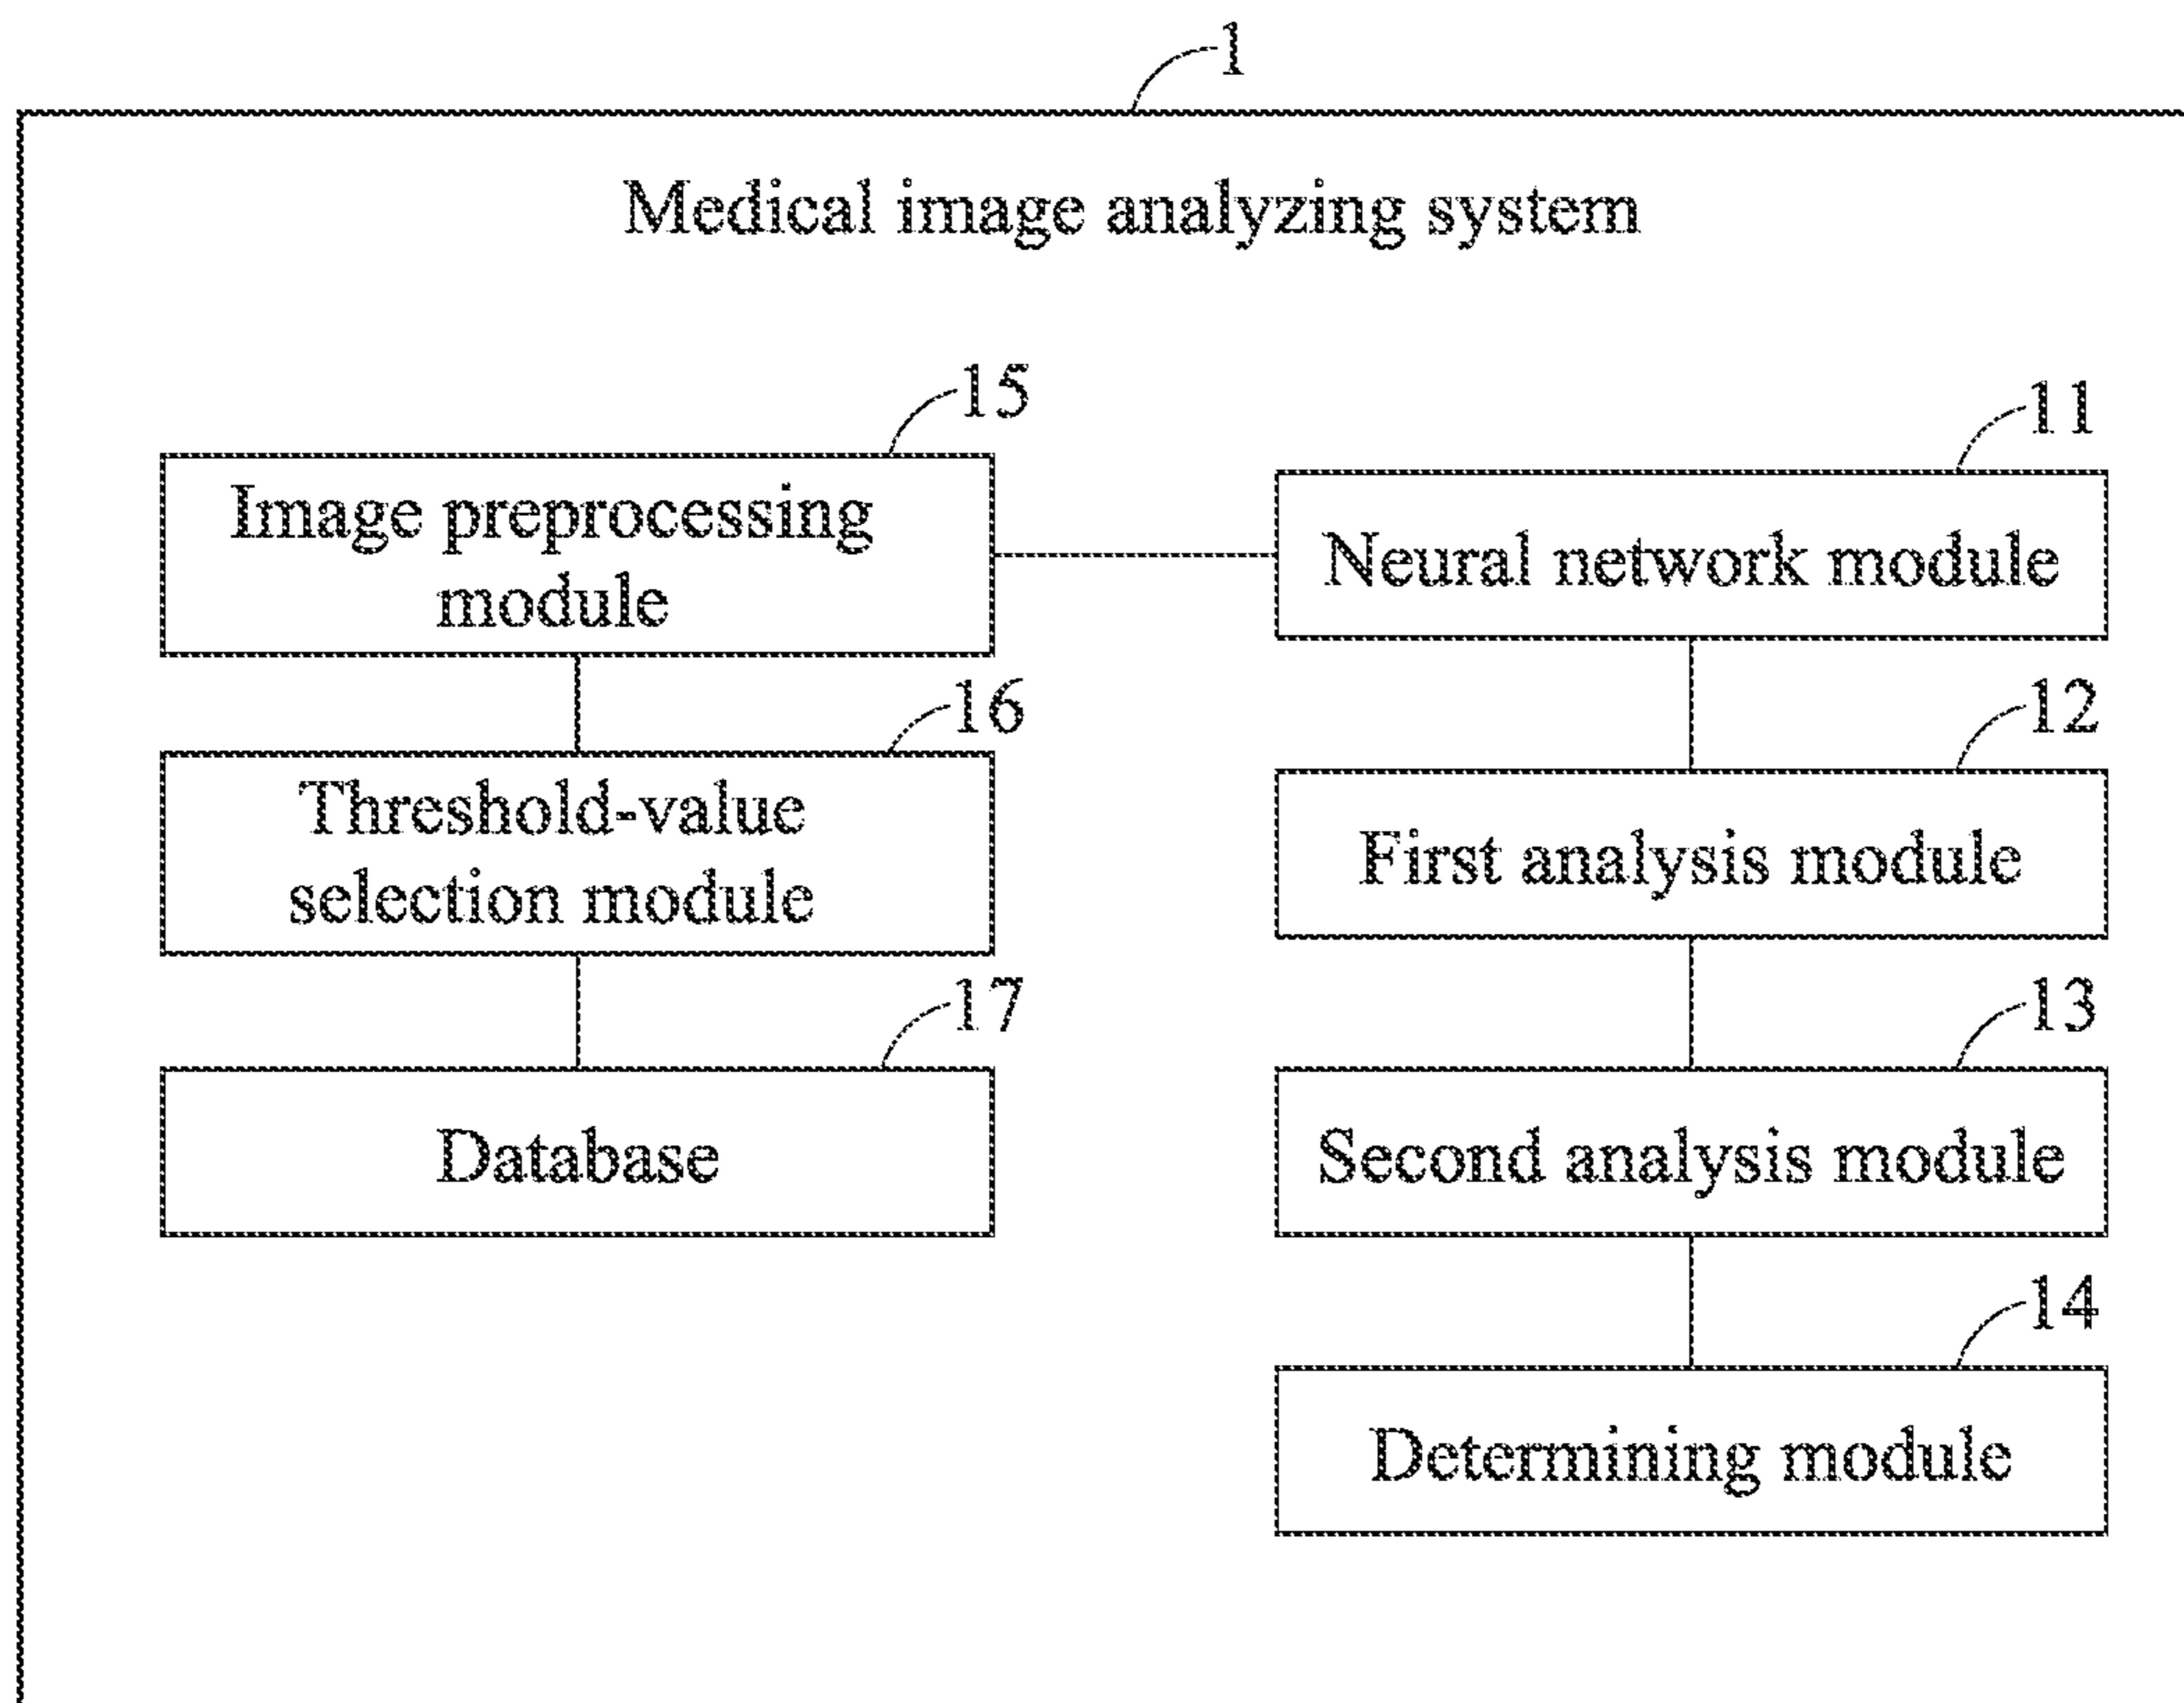 1
Medical image analyzing system
15
Image preprocessing
module
16
Threshold-value
selection module
17
Database
11
Neural network module
12
First analysis module
13
Second analysis module
14
Determining module